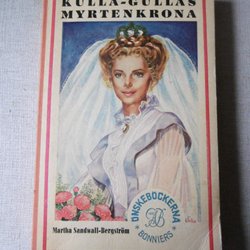 KULLA-GULLAS
MYRTENKRONA
ÖNSKEBÖCKERNA
B
BONNIERS
Martha Sandwall-Bergström